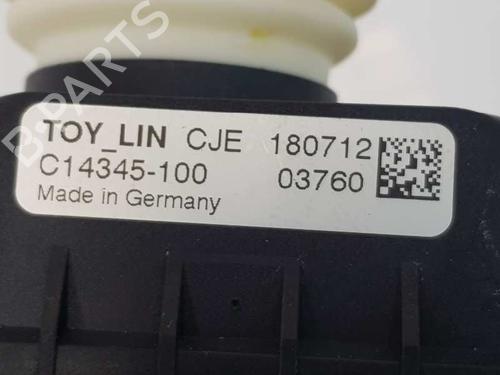 B-PARTS
TOY_LIN CJE 180712
C14345-100 03760
Made in Germany